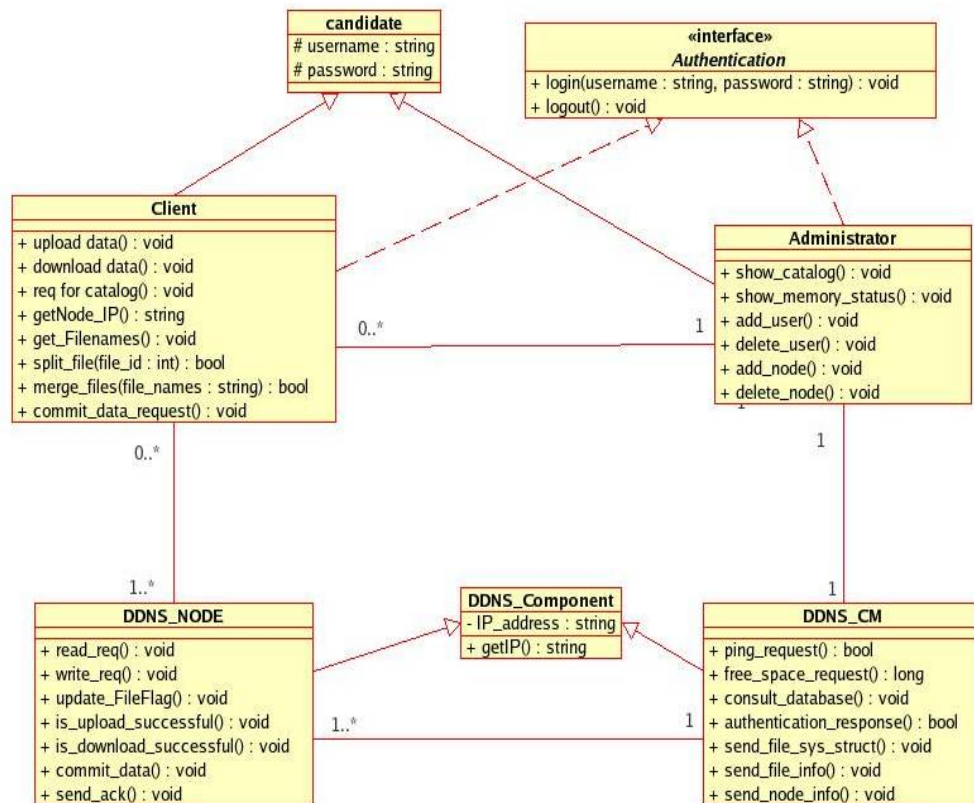 candidate
# username : string
# password : string
«interface»
Authentication
+ login(username : string, password : string) : void
+ logout() : void
Client
+ upload data() : void
+ download data() : void
+ req for catalog() : void
+ getNode_IP() : string
+ get_Filenames() : void
+ split_file(file_id : int) : bool
+ merge_files(file_names : string) : bool
+ commit_data_request() : void
Administrator
+ show_catalog() : void
+ show_memory_status() : void
+ add_user() : void
+ delete_user() : void
+ add_node() : void
+ delete_node() : void
0..*
1
1
0..*
1
1..*
1
DDNS_NODE
+ read_req() : void
+ write_req() : void
+ update_FileFlag() : void
+ is_upload_successful() : void
+ is_download_successful() : void
+ commit_data() : void
+ send_ack() : void
DDNS_Component
- IP_address : string
+ getIP() : string
DDNS_CM
+ ping_request() : bool
+ free_space_request() : long
+ consult_database() : void
+ authentication_response() : bool
+ send_file_sys_struct() : void
+ send_file_info() : void
+ send_node_info() : void
1..*
1